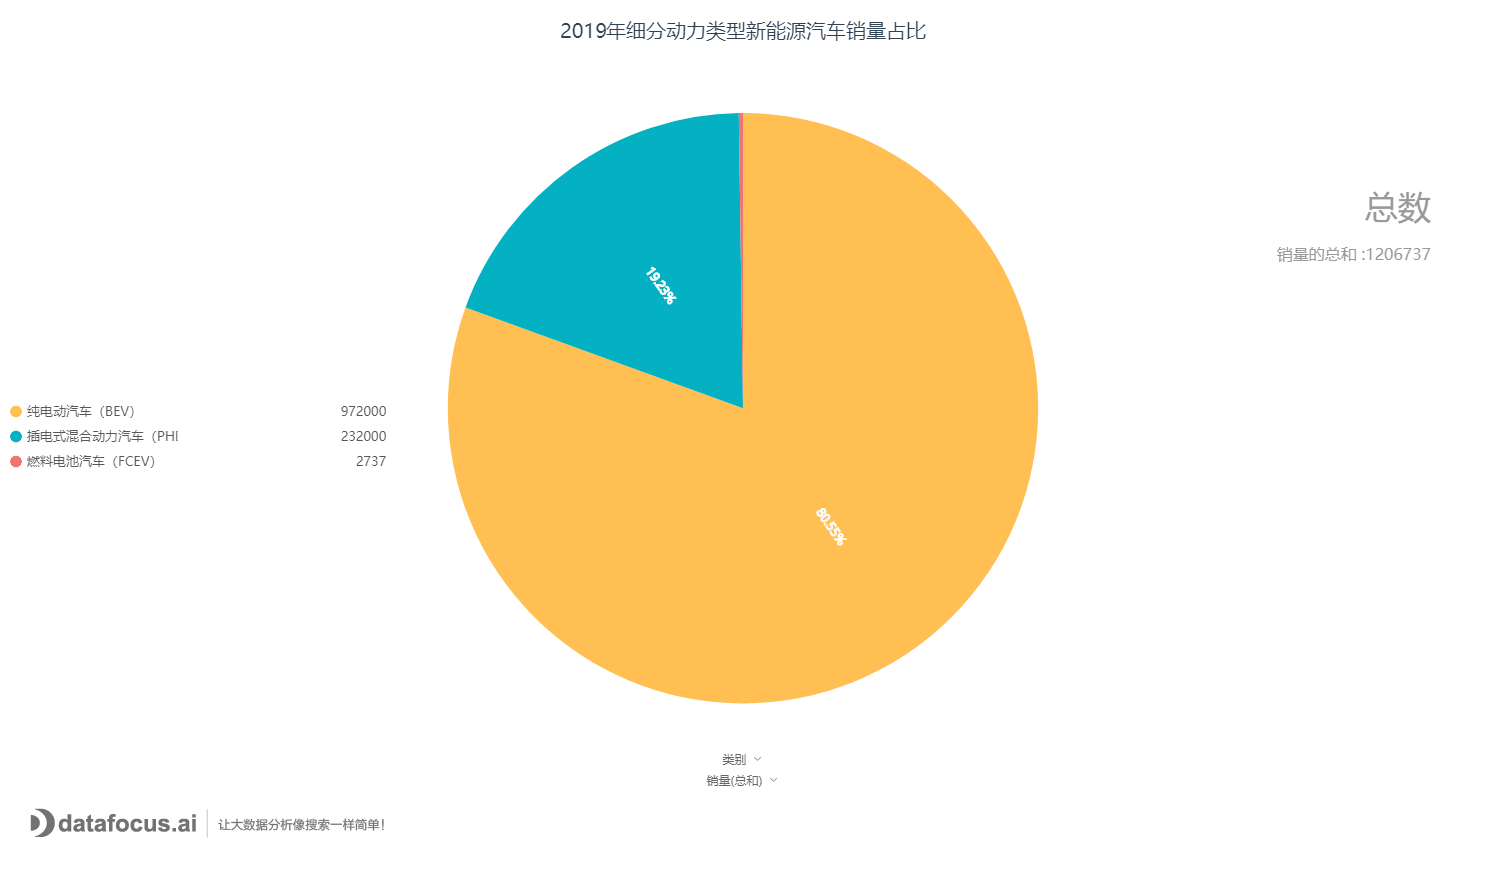 2019年细分动力类型新能源汽车销量占比
总数
销量的总和 :1206737
19.23%
80.55%
纯电动汽车（BEV） 972000
插电式混合动力汽车（PHI 232000
燃料电池汽车（FCEV） 2737
类别
销量(总和)
datafocus.ai 让大数据分析像搜索一样简单！